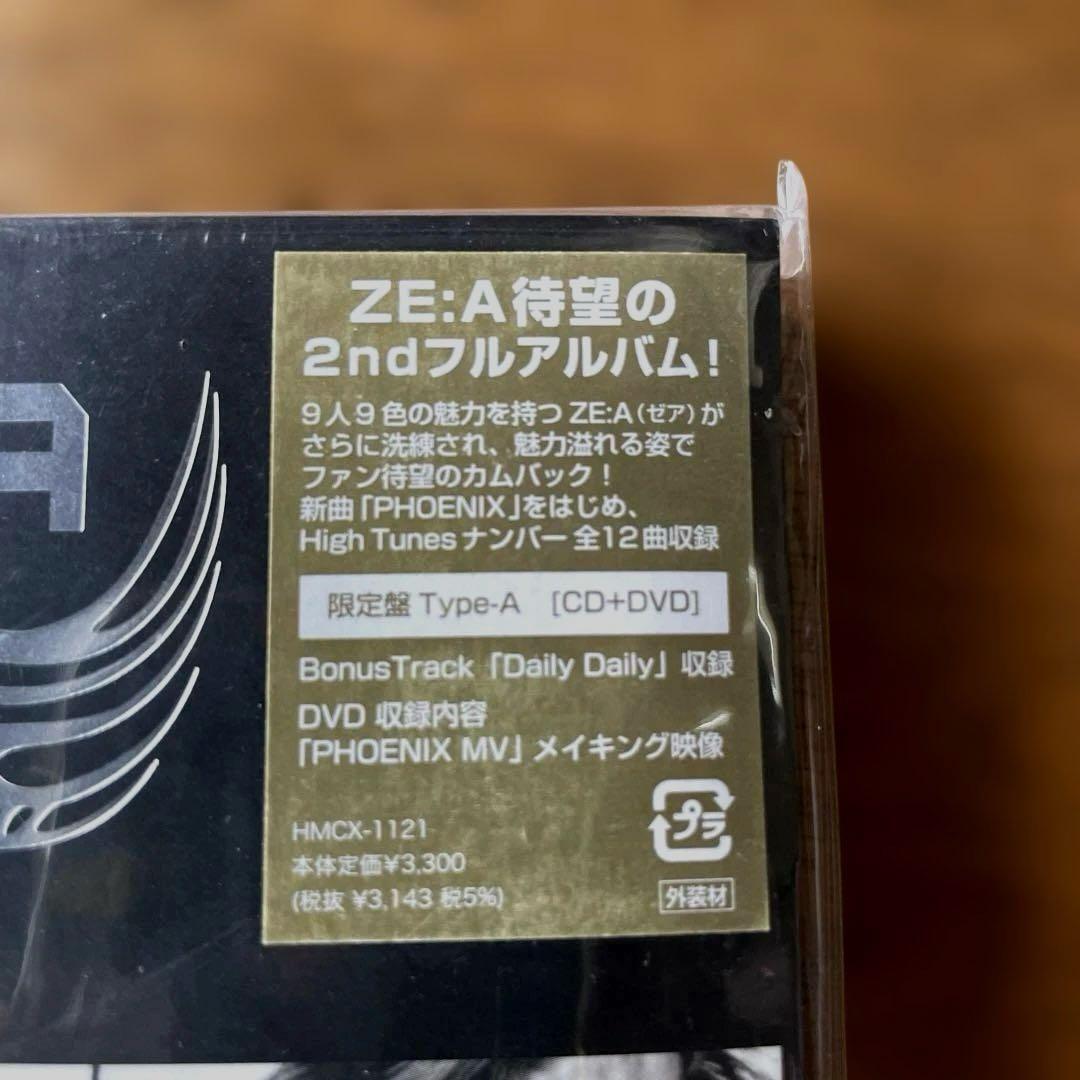 ZE:A待望の
2ndフルアルバム！
9人9色の魅力を持つZE:A（ゼア）が
さらに洗練され、魅力溢れる姿で
ファン待望のカムバック！
新曲「PHOENIX」をはじめ、
High Tunesナンバー全12曲収録
限定盤 Type-A [CD+DVD]
BonusTrack「Daily Daily」収録
DVD 収録内容
「PHOENIX MV」メイキング映像
プラ
HMCX-1121
本体定価¥3,300
(税抜 ¥3,143 税5%)
外装材